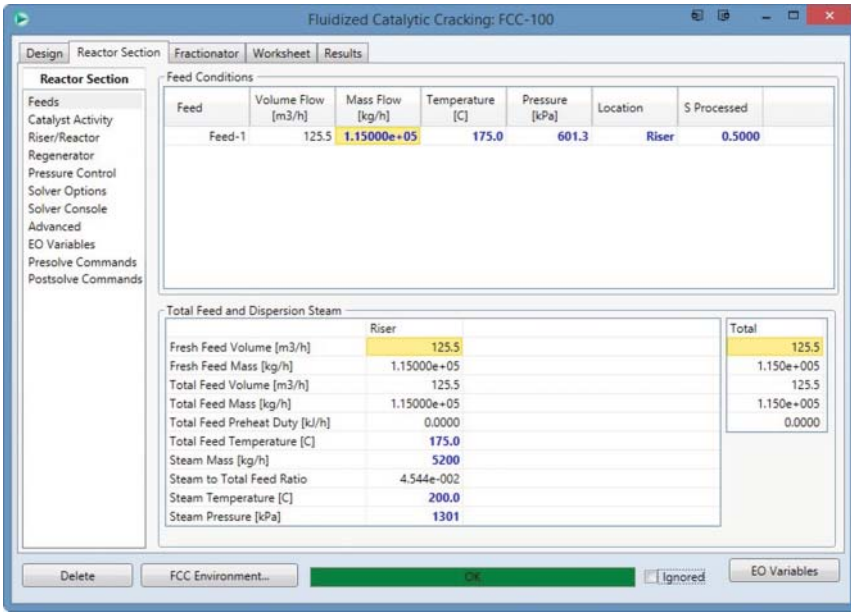 Fluidized Catalytic Cracking: FCC-100
Design Reactor Section Fractionator Worksheet Results
Reactor Section
Feeds
Catalyst Activity
Riser/Reactor
Regenerator
Pressure Control
Solver Options
Solver Console
Advanced
EO Variables
Presolve Commands
Postsolve Commands
Feed Conditions
Feed Volume Flow [m3/h] Mass Flow [kg/h] Temperature [C] Pressure [kPa] Location S Processed
Feed-1 125.5 1.15000e+05 175.0 601.3 Riser 0.5000
Total Feed and Dispersion Steam
Riser Total
Fresh Feed Volume [m3/h] 125.5 125.5
Fresh Feed Mass [kg/h] 1.15000e+05 1.150e+005
Total Feed Volume [m3/h] 125.5 125.5
Total Feed Mass [kg/h] 1.15000e+05 1.150e+005
Total Feed Preheat Duty [kJ/h] 0.0000 0.0000
Total Feed Temperature [C] 175.0
Steam Mass [kg/h] 5200
Steam to Total Feed Ratio 4.544e-002
Steam Temperature [C] 200.0
Steam Pressure [kPa] 1301
Delete FCC Environment... OK Ignored EO Variables